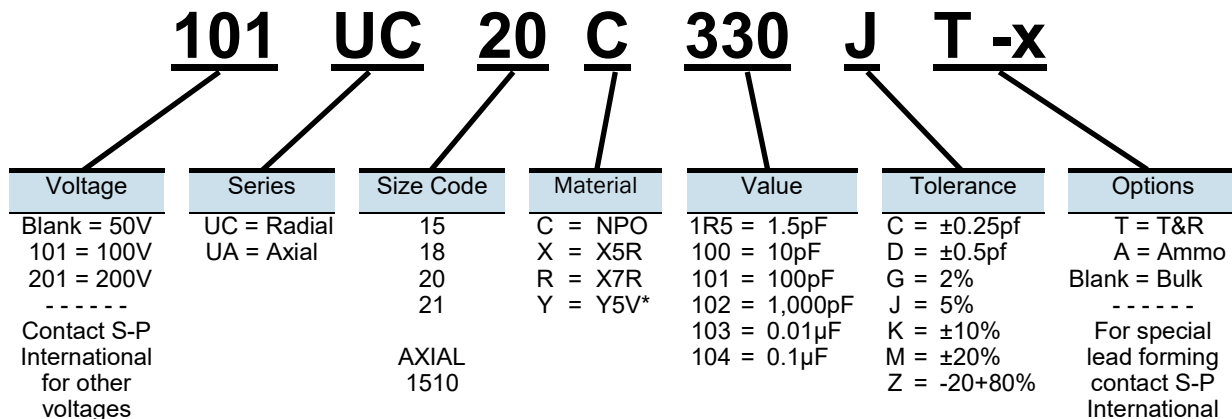 101 UC 20 C 330 J T -x
Voltage
Blank = 50V
101 = 100V
201 = 200V
- - - - - -
Contact S-P
International
for other
voltages
Series
UC = Radial
UA = Axial
Size Code
15
18
20
21
AXIAL
1510
Material
C = NPO
X = X5R
R = X7R
Y = Y5V*
Value
1R5 = 1.5pF
100 = 10pF
101 = 100pF
102 = 1,000pF
103 = 0.01µF
104 = 0.1µF
Tolerance
C = ±0.25pf
D = ±0.5pf
G = 2%
J = 5%
K = ±10%
M = ±20%
Z = -20+80%
Options
T = T&R
A = Ammo
Blank = Bulk
- - - - - -
For special
lead forming
contact S-P
International